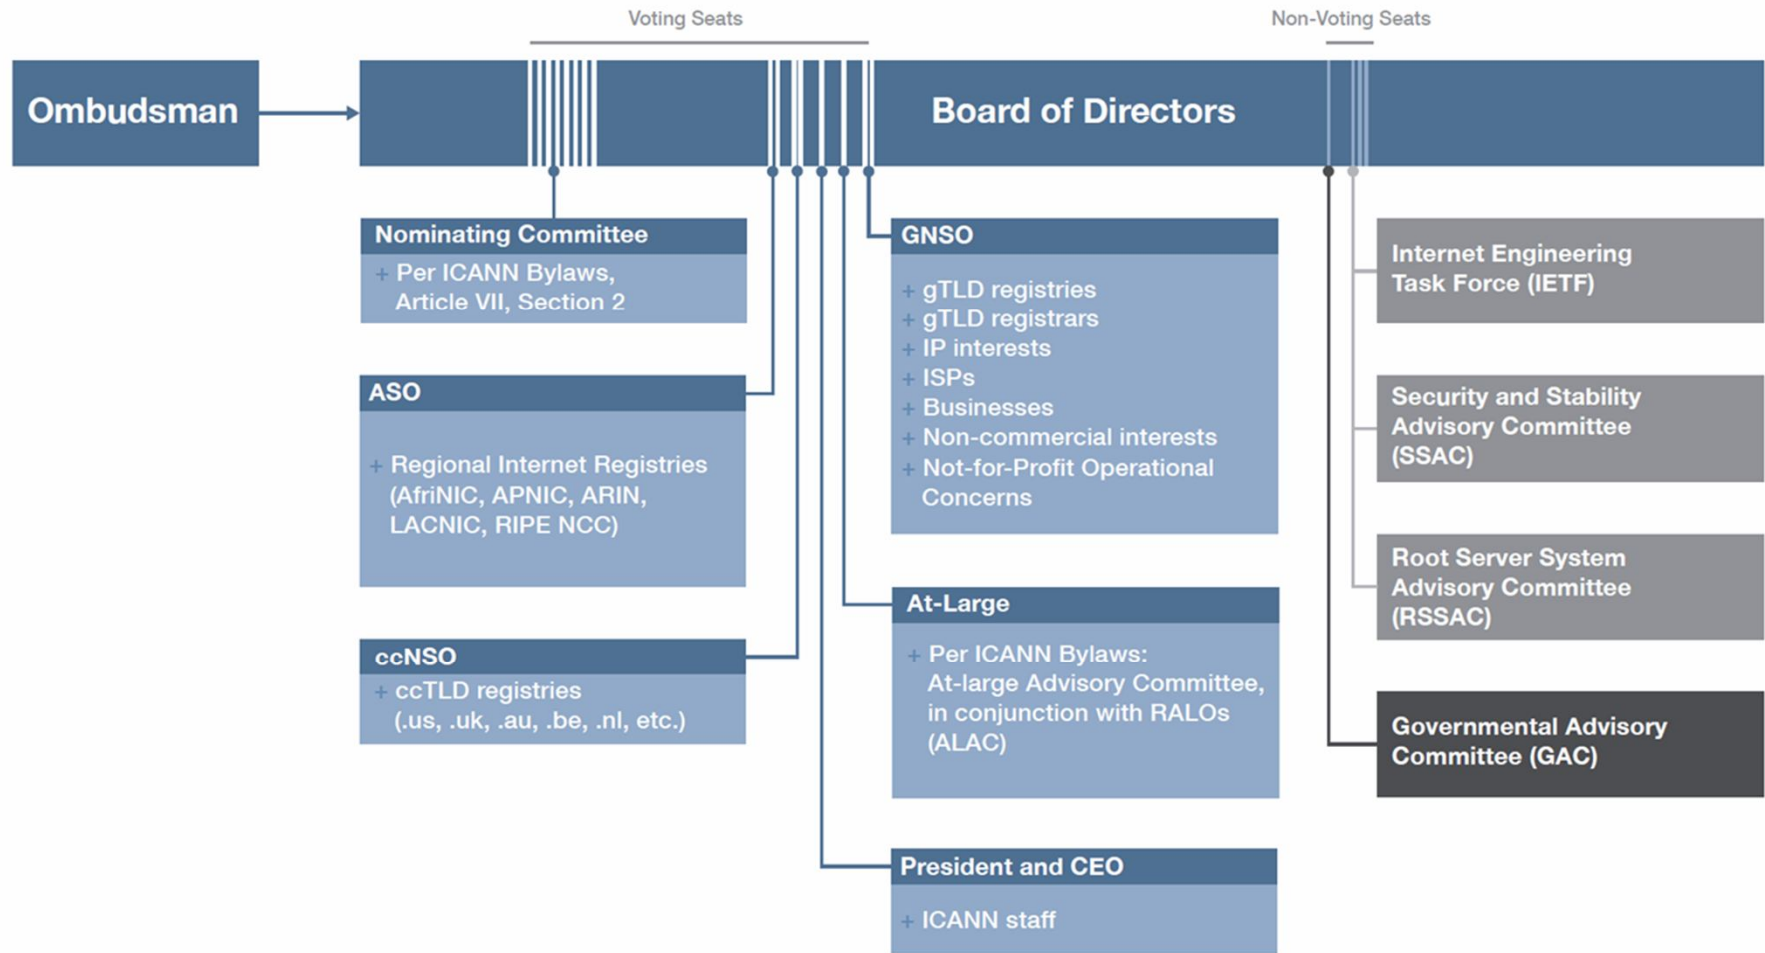 Voting Seats
Non-Voting Seats
Ombudsman
Board of Directors
Nominating Committee
+ Per ICANN Bylaws,
Article VII, Section 2
ASO
+ Regional Internet Registries
(AfriNIC, APNIC, ARIN,
LACNIC, RIPE NCC)
ccNSO
+ ccTLD registries
(.us, .uk, .au, .be, .nl, etc.)
GNSO
+ gTLD registries
+ gTLD registrars
+ IP interests
+ ISPs
+ Businesses
+ Non-commercial interests
+ Not-for-Profit Operational
Concerns
At-Large
+ Per ICANN Bylaws:
At-large Advisory Committee,
in conjunction with RALOs
(ALAC)
President and CEO
+ ICANN staff
Internet Engineering
Task Force (IETF)
Security and Stability
Advisory Committee
(SSAC)
Root Server System
Advisory Committee
(RSSAC)
Governmental Advisory
Committee (GAC)